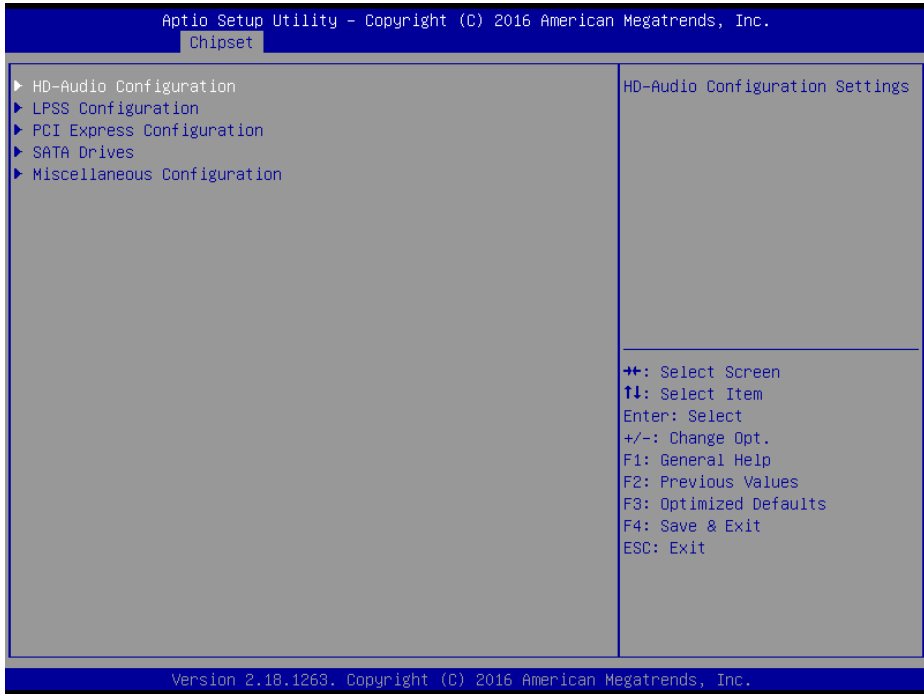 Aptio Setup Utility – Copyright (C) 2016 American Megatrends, Inc.
Chipset
▶ HD-Audio Configuration
▶ LPSS Configuration
▶ PCI Express Configuration
▶ SATA Drives
▶ Miscellaneous Configuration
HD-Audio Configuration Settings
→←: Select Screen
↑↓: Select Item
Enter: Select
+/-: Change Opt.
F1: General Help
F2: Previous Values
F3: Optimized Defaults
F4: Save & Exit
ESC: Exit
Version 2.18.1263. Copyright (C) 2016 American Megatrends, Inc.